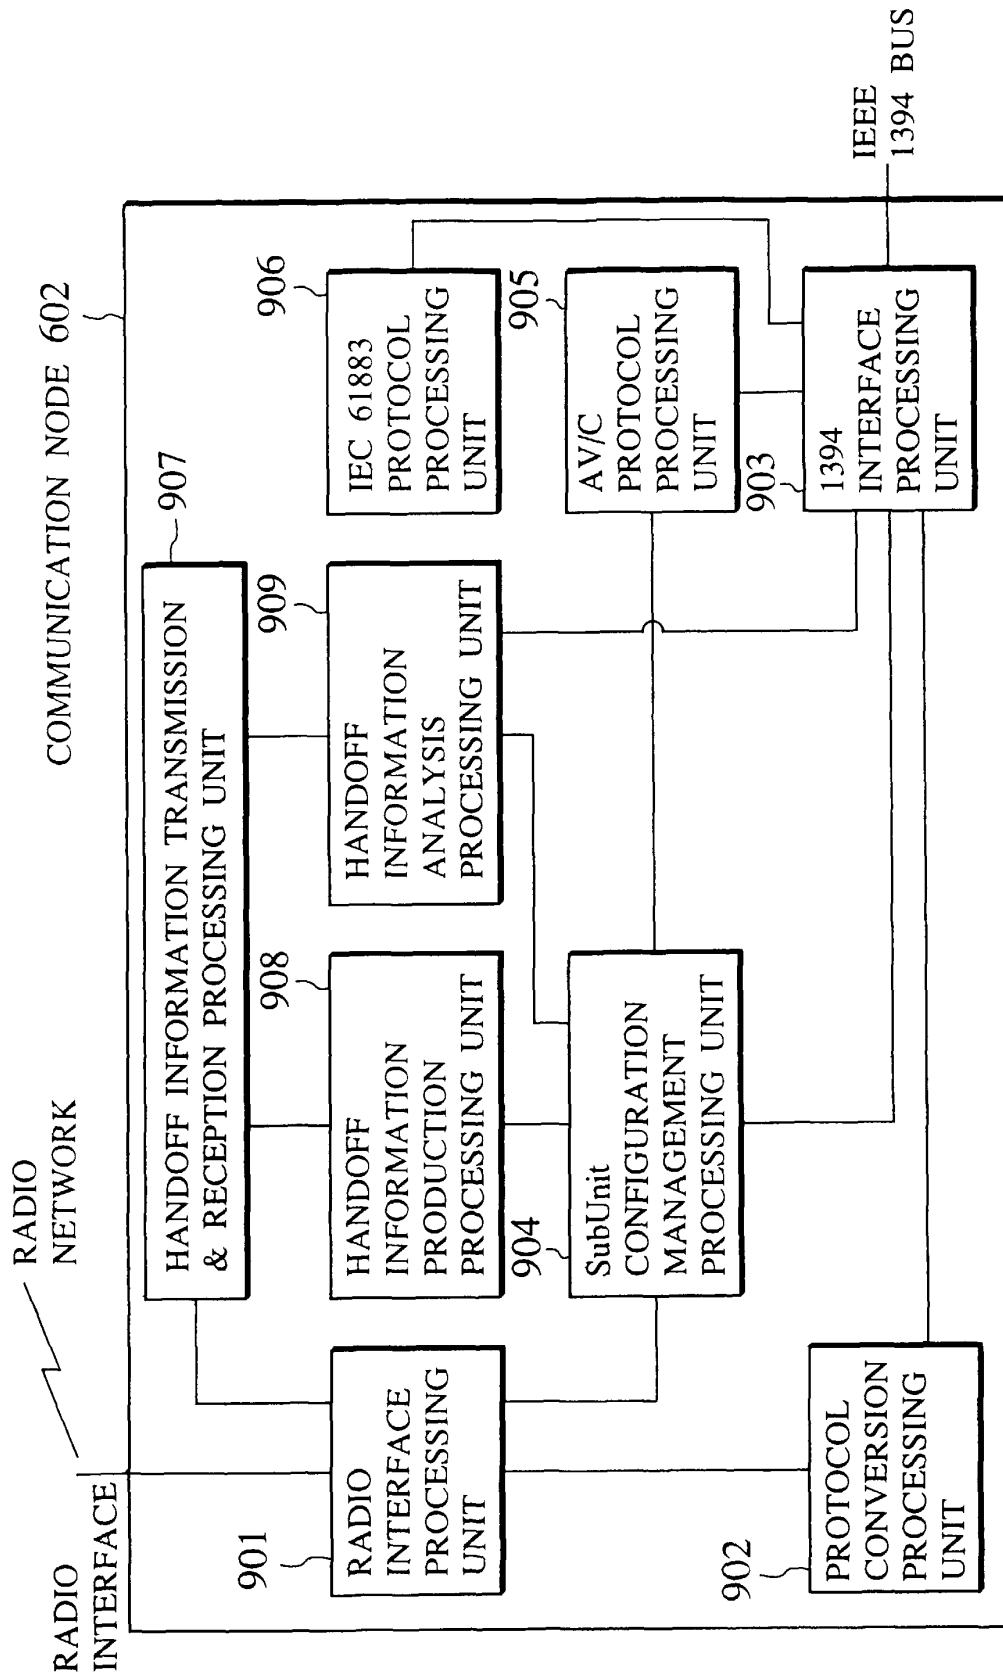 RADIO
INTERFACE
RADIO
NETWORK
COMMUNICATION NODE 602
907
HANDOFF INFORMATION TRANSMISSION
& RECEPTION PROCESSING UNIT
901
RADIO
INTERFACE
PROCESSING
UNIT
908
HANDOFF
INFORMATION
PRODUCTION
PROCESSING UNIT
909
HANDOFF
INFORMATION
ANALYSIS
PROCESSING UNIT
906
IEC 61883
PROTOCOL
PROCESSING
UNIT
904
SubUnit
CONFIGURATION
MANAGEMENT
PROCESSING UNIT
905
AV/C
PROTOCOL
PROCESSING
UNIT
902
PROTOCOL
CONVERSION
PROCESSING
UNIT
903
1394
INTERFACE
PROCESSING
UNIT
IEEE
1394 BUS